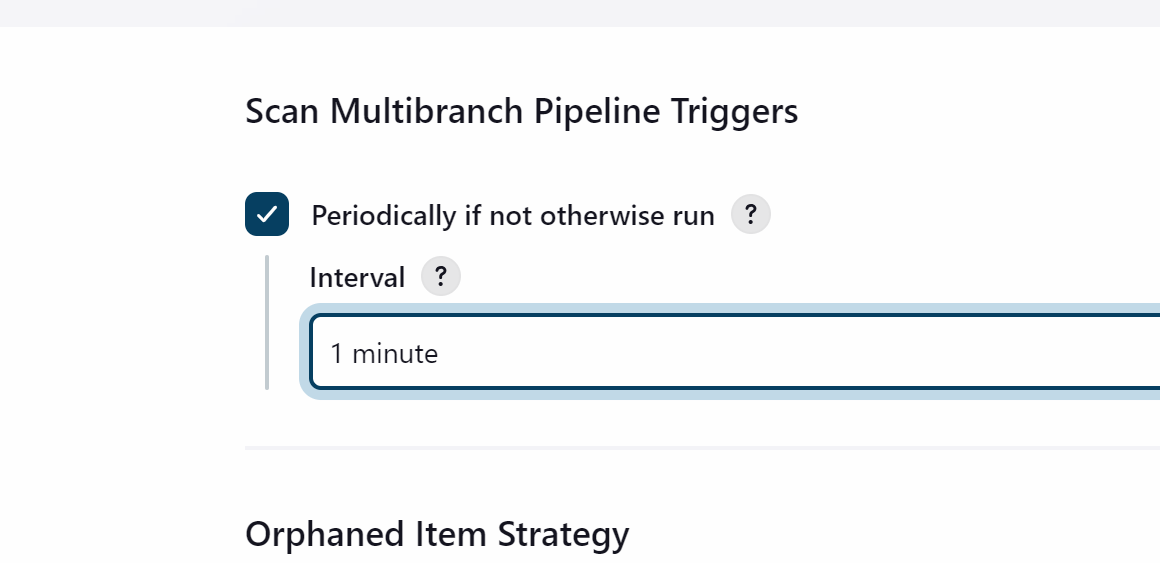 Scan Multibranch Pipeline Triggers
Periodically if not otherwise run ?
Interval ?
1 minute
Orphaned Item Strategy